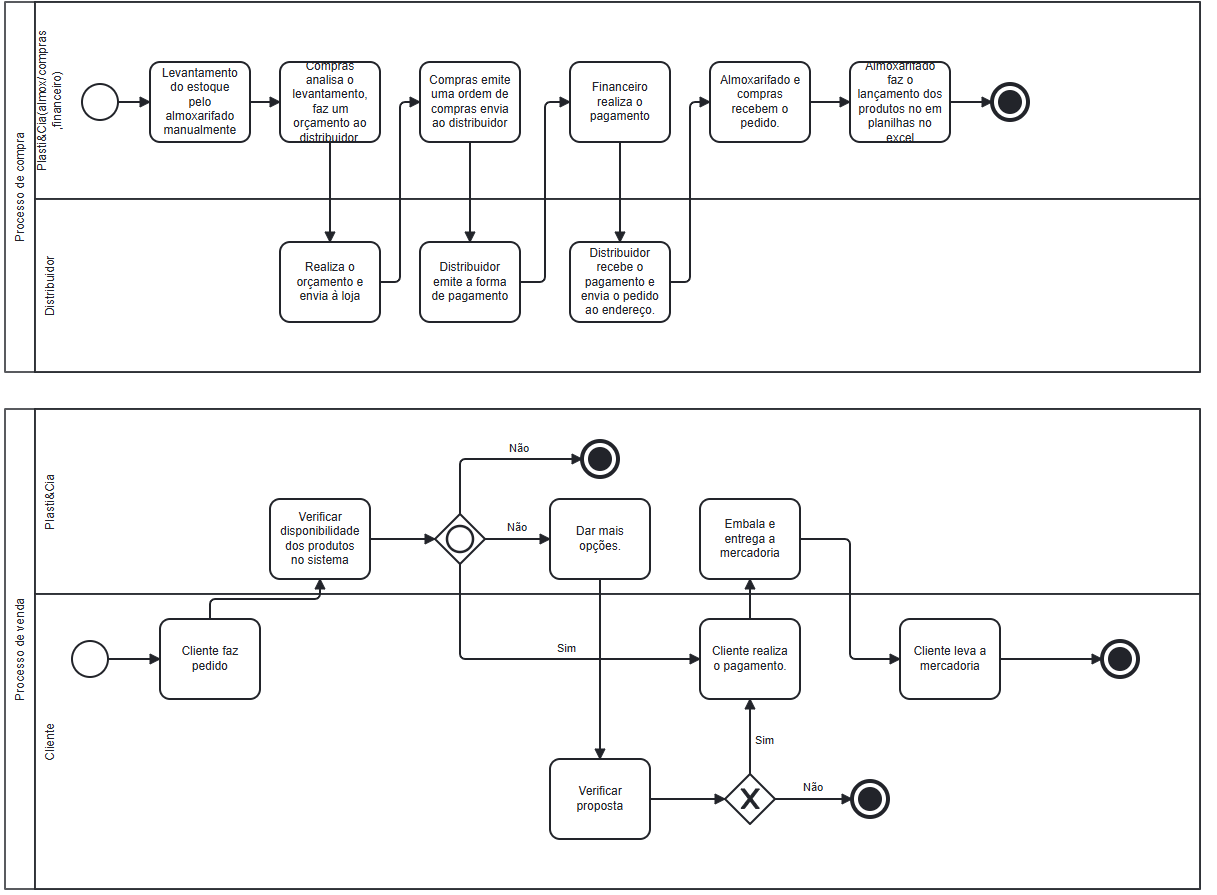 Processo de compra
Plasti&Cia(almox/compras
,financeiro)
Levantamento
do estoque
pelo
almoxarifado
manualmente
Compras
analisa o
levantamento,
faz um
orçamento ao
distribuidor
Compras emite
uma ordem de
compras envia
ao distribuidor
Financeiro
realiza o
pagamento
Almoxarifado e
compras
recebem o
pedido.
Almoxarifado
faz o
lançamento dos
produtos no em
planilhas no
excel
Distribuidor
Realiza o
orçamento e
envia à loja
Distribuidor
emite a forma
de pagamento
Distribuidor
recebe o
pagamento e
envia o pedido
ao endereço.
Processo de venda
Plasti&Cia
Não
Verificar
disponibilidade
dos produtos
no sistema
Não
Dar mais
opções.
Embala e
entrega a
mercadoria
Cliente
Cliente faz
pedido
Sim
Cliente realiza
o pagamento.
Cliente leva a
mercadoria
Sim
Verificar
proposta
Não